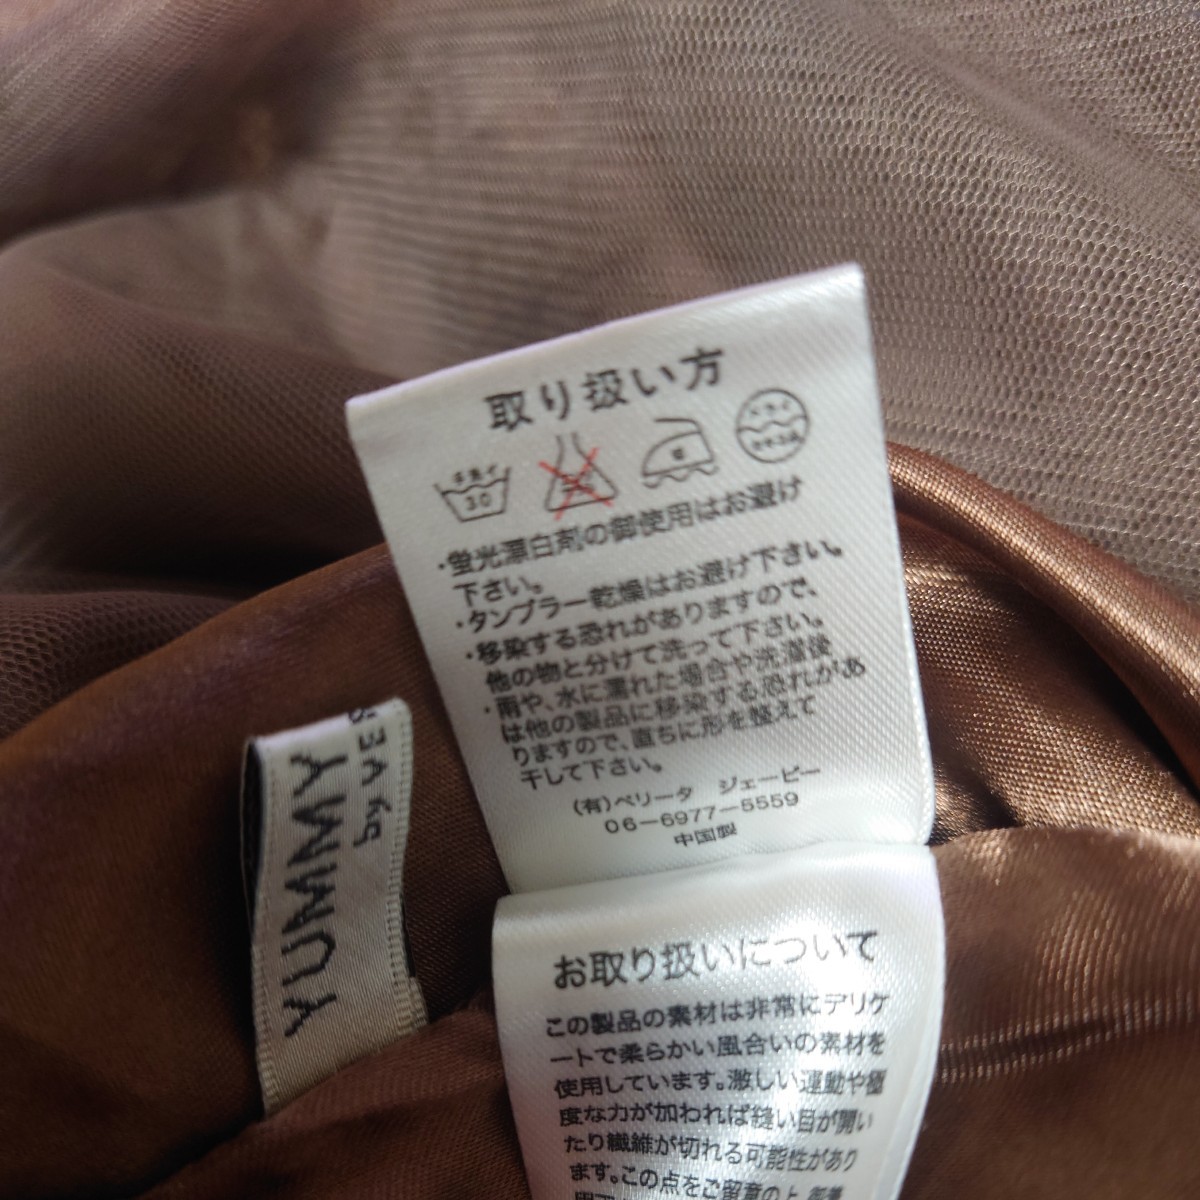 取り扱い方
手洗イ
30
ドライ
・蛍光漂白剤の御使用はお避け
下さい。
・タンブラー乾燥はお避け下さい。
・移染する恐れがありますので、
他の物と分けて洗って下さい。
・雨や、水に濡れた場合や洗濯後
は他の製品に移染する恐れがあ
りますので、直ちに形を整えて
干して下さい。
(有)ベリータ ジェーピー
06-6977-5559
中国製
YUMMY
by VE
お取り扱いについて
この製品の素材は非常にデリケ
ートで柔らかい風合いの素材を
使用しています。激しい運動や極
度な力が加われば縫い目が開い
たり繊維が切れる可能性があり
ます。この点をご留意の上、